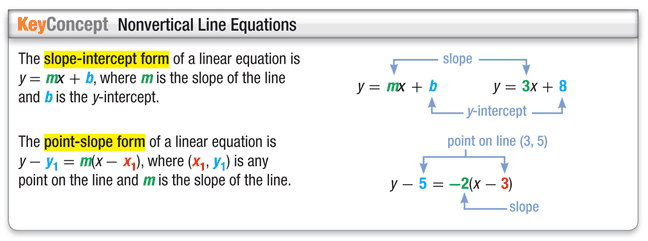 KeyConcept Nonvertical Line Equations
The slope-intercept form of a linear equation is
y = mx + b, where m is the slope of the line
and b is the y-intercept.
slope
y = mx + b y = 3x + 8
y-intercept
The point-slope form of a linear equation is
y − y₁ = m(x − x₁), where (x₁, y₁) is any
point on the line and m is the slope of the line.
point on line (3, 5)
y − 5 = −2(x − 3)
slope